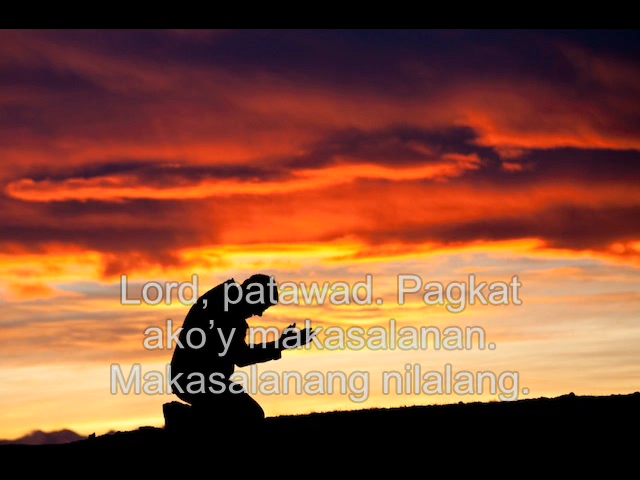 Lord, patawad. Pagkat
ako’y makasalanan.
Makasalanang nilalang.